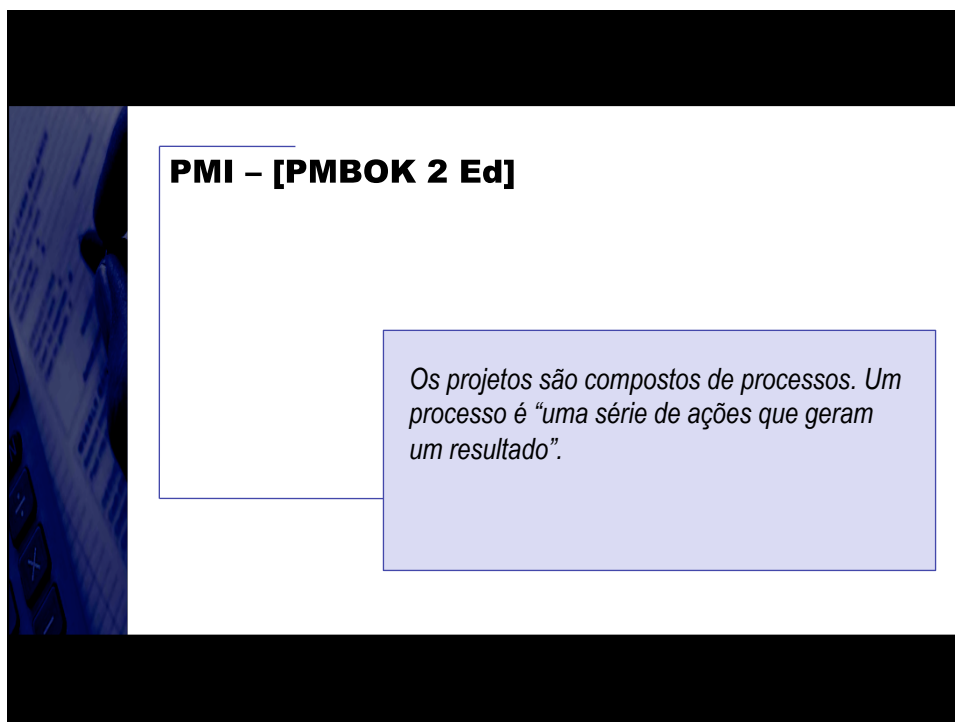 PMI – [PMBOK 2 Ed]
Os projetos são compostos de processos. Um
processo é “uma série de ações que geram
um resultado”.